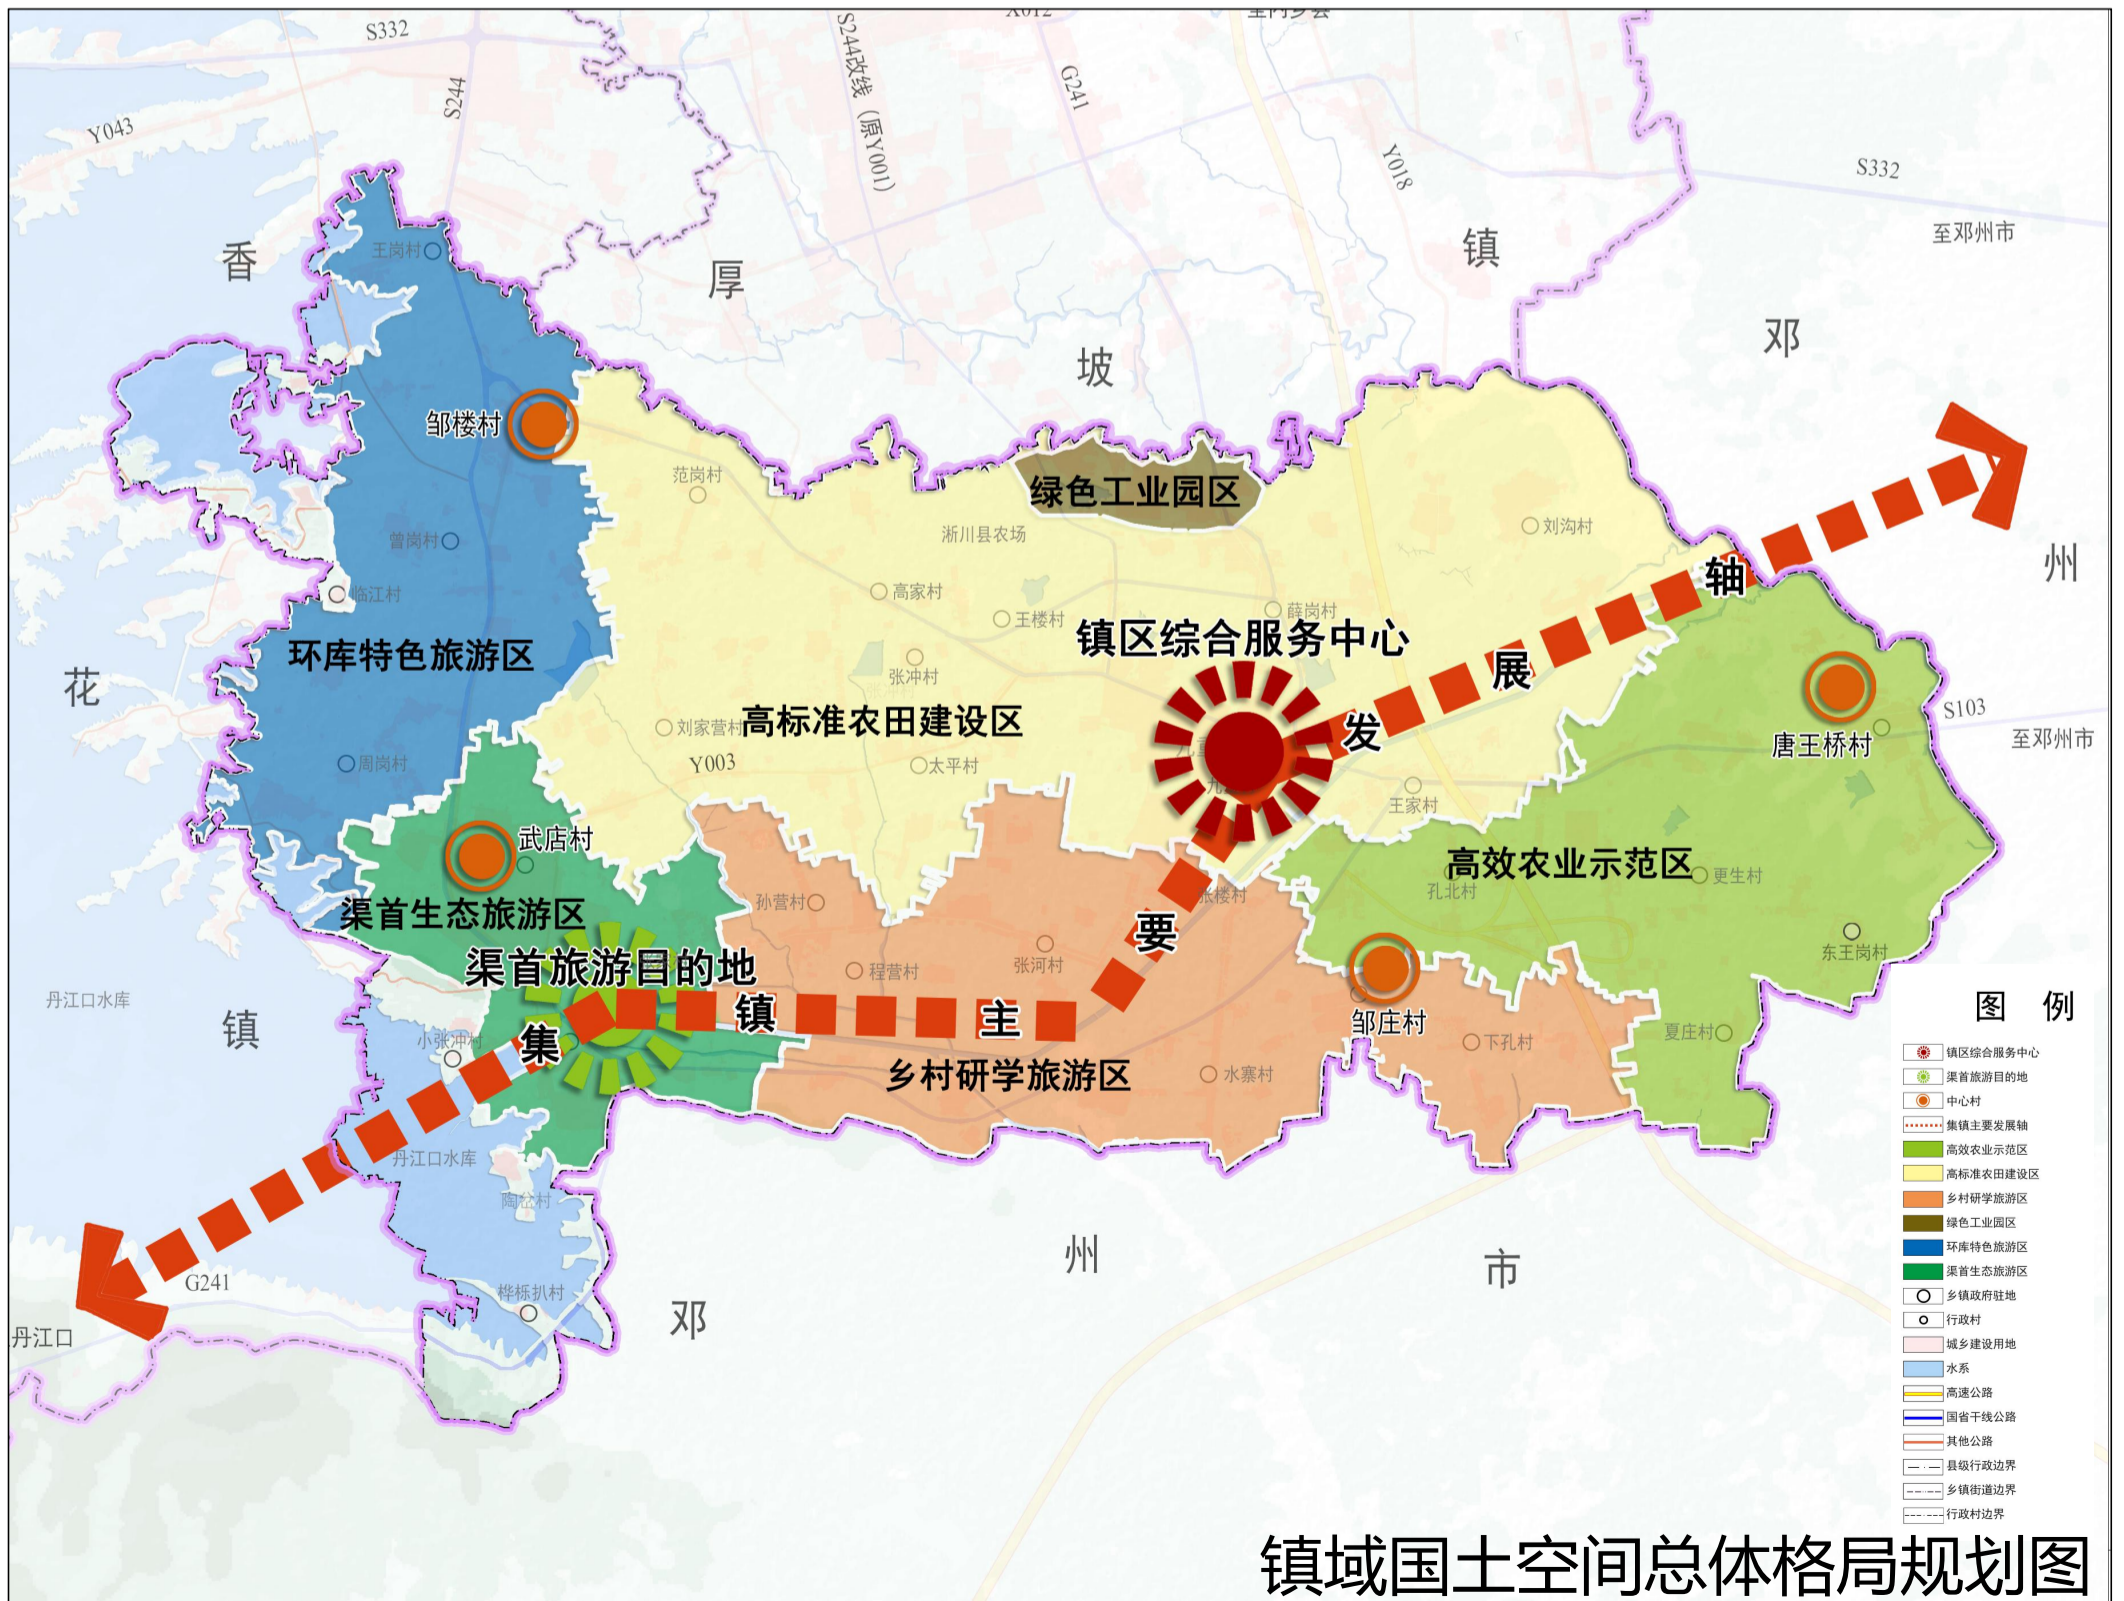 S332
S244
Y043
S244改线（原Y001）
G241
Y018
S332
至邓州市
香
厚
镇
坡
邓
州
王岗村
邹楼村
范岗村
绿色工业园区
淅川县农场
刘沟村
曾岗村
临江村
高家村
王楼村
薛岗村
轴
环库特色旅游区
镇区综合服务中心
张冲村
展
花
刘家营村
高标准农田建设区
发
S103
唐王桥村
至邓州市
周岗村
Y003
太平村
王家村
武店村
高效农业示范区
更生村
孔北村
张楼村
孙营村
渠首生态旅游区
要
东王岗村
张河村
程营村
渠首旅游目的地
丹江口水库
镇
集
镇
主
邹庄村
夏庄村
下孔村
小张冲村
乡村研学旅游区
水寨村
丹江口水库
陶岔村
桦栎扒村
G241
丹江口
邓
州
市
图 例
镇区综合服务中心
渠首旅游目的地
中心村
集镇主要发展轴
高效农业示范区
高标准农田建设区
乡村研学旅游区
绿色工业园区
环库特色旅游区
渠首生态旅游区
乡镇政府驻地
行政村
城乡建设用地
水系
高速公路
国省干线公路
其他公路
县级行政边界
乡镇街道边界
行政村边界
镇域国土空间总体格局规划图